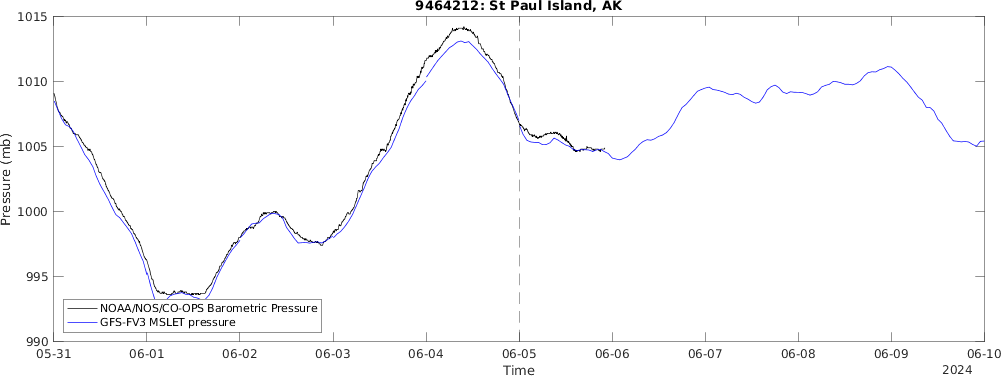 9464212: St Paul Island, AK
Pressure (mb)
1015
1010
1005
1000
995
990
NOAA/NOS/CO-OPS Barometric Pressure
GFS-FV3 MSLET pressure
05-31 06-01 06-02 06-03 06-04 06-05 06-06 06-07 06-08 06-09 06-10
Time
2024